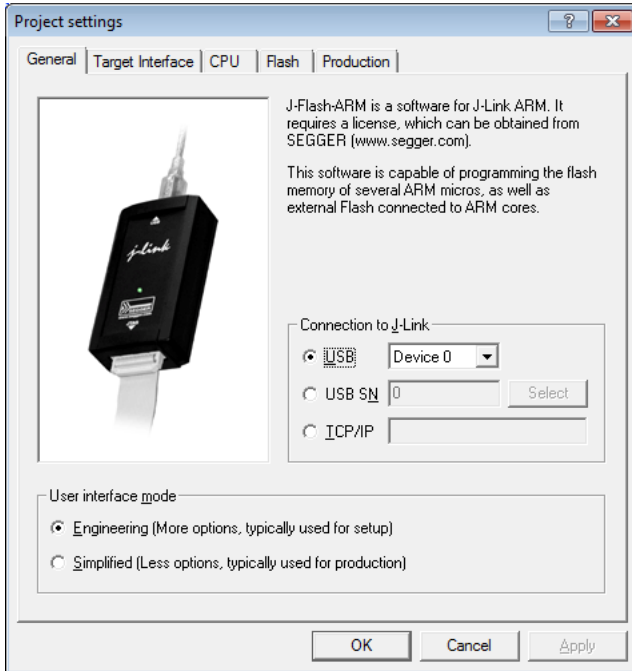 Project settings
General
Target Interface
CPU
Flash
Production
J-Flash-ARM is a software for J-Link ARM. It
requires a license, which can be obtained from
SEGGER (www.segger.com).
This software is capable of programming the flash
memory of several ARM micros, as well as
external Flash connected to ARM cores.
j-link
Connection to J-Link
USB
Device 0
USB SN
0
Select
TCP/IP
User interface mode
Engineering (More options, typically used for setup)
Simplified (Less options, typically used for production)
OK
Cancel
Apply